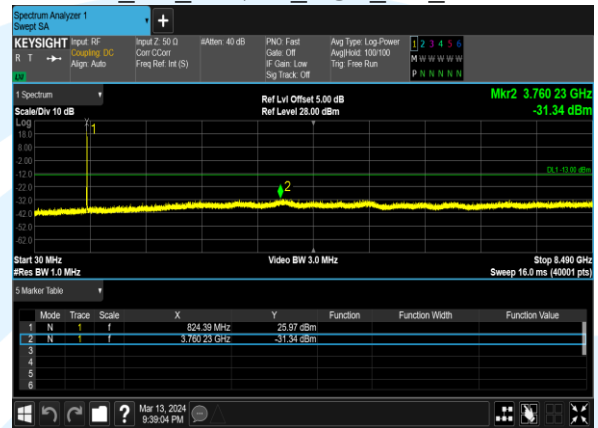 Spectrum Analyzer 1
Swept SA
+
KEYSIGHT
R T
LV
Input: RF
Coupling: DC
Align: Auto
Input Z: 50 Ω
Corr CCorr
Freq Ref: Int (S)
#Atten: 40 dB
PNO: Fast
Gate: Off
IF Gain: Low
Sig Track: Off
Avg Type: Log-Power
Avg|Hold: 100/100
Trig: Free Run
1 2 3 4 5 6
M W W W W W
P N N N N N
1 Spectrum
Scale/Div 10 dB
Ref Lvl Offset 5.00 dB
Ref Level 28.00 dBm
Mkr2 3.760 23 GHz
-31.34 dBm
Log
18.0
8.00
-2.00
-12.0
-22.0
-32.0
-42.0
-52.0
-62.0
1
2
DL1 -13.00 dBm
Start 30 MHz
#Res BW 1.0 MHz
Video BW 3.0 MHz
Stop 8.490 GHz
Sweep 16.0 ms (40001 pts)
5 Marker Table
Mode Trace Scale X Y Function Function Width Function Value
1 N 1 f 824.39 MHz 25.97 dBm
2 N 1 f 3.760 23 GHz -31.34 dBm
3
4
5
6
?
Mar 13, 2024
9:39:04 PM